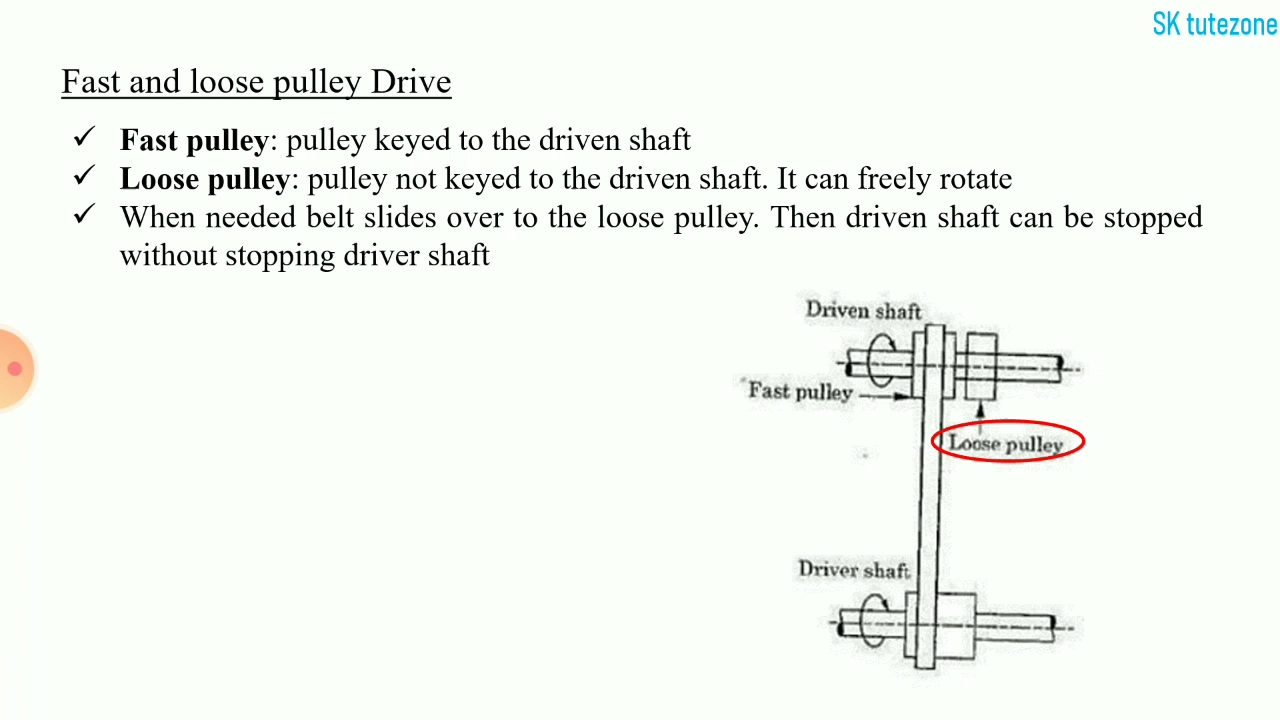 SK tutezone
Fast and loose pulley Drive
✓ Fast pulley: pulley keyed to the driven shaft
✓ Loose pulley: pulley not keyed to the driven shaft. It can freely rotate
✓ When needed belt slides over to the loose pulley. Then driven shaft can be stopped
without stopping driver shaft
Driven shaft
Fast pulley
Loose pulley
Driver shaft